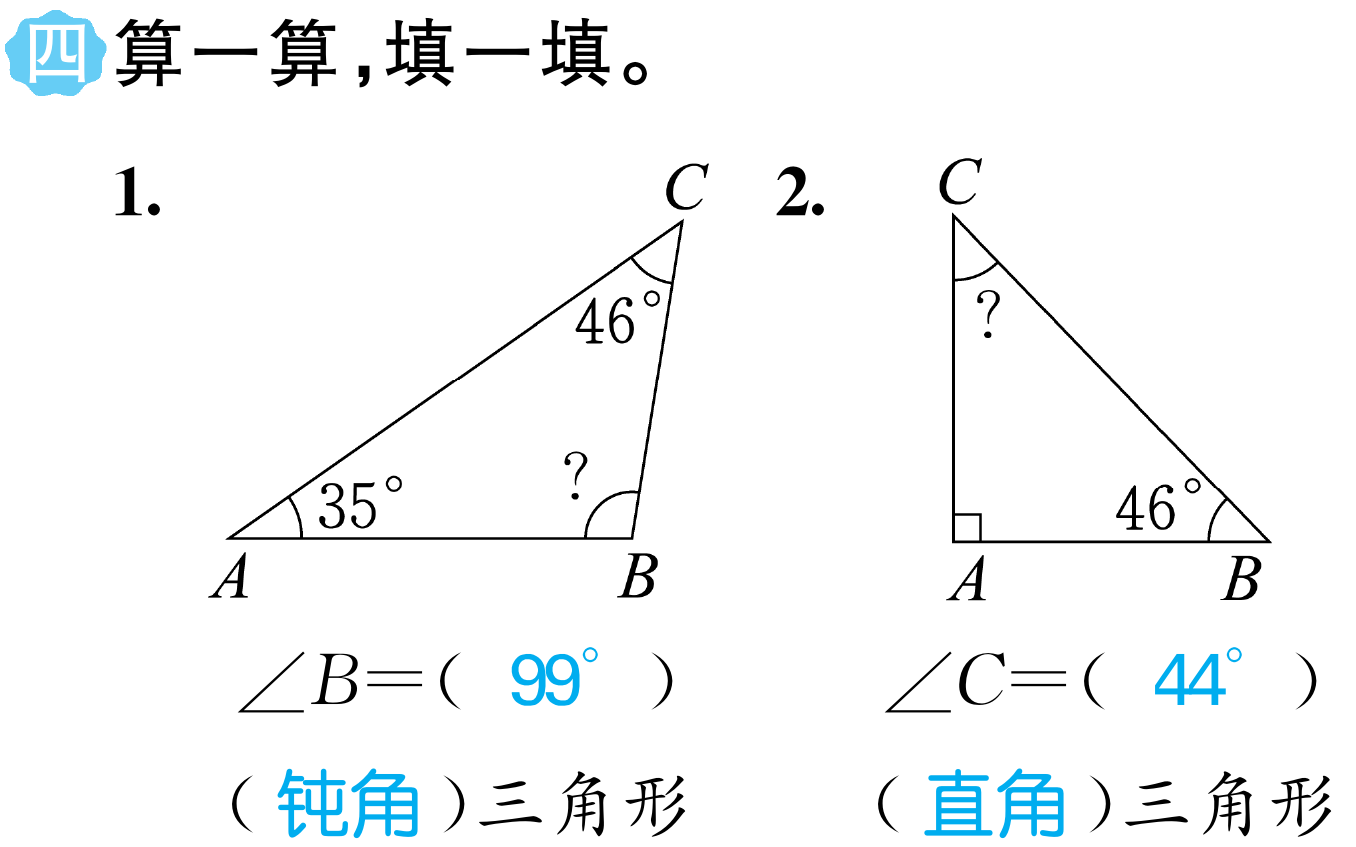 四 算一算,填一填。
1.
C
46°
35°
?
A
B
∠B=( 99° )
(钝角)三角形
2.
C
?
46°
A
B
∠C=( 44° )
(直角)三角形